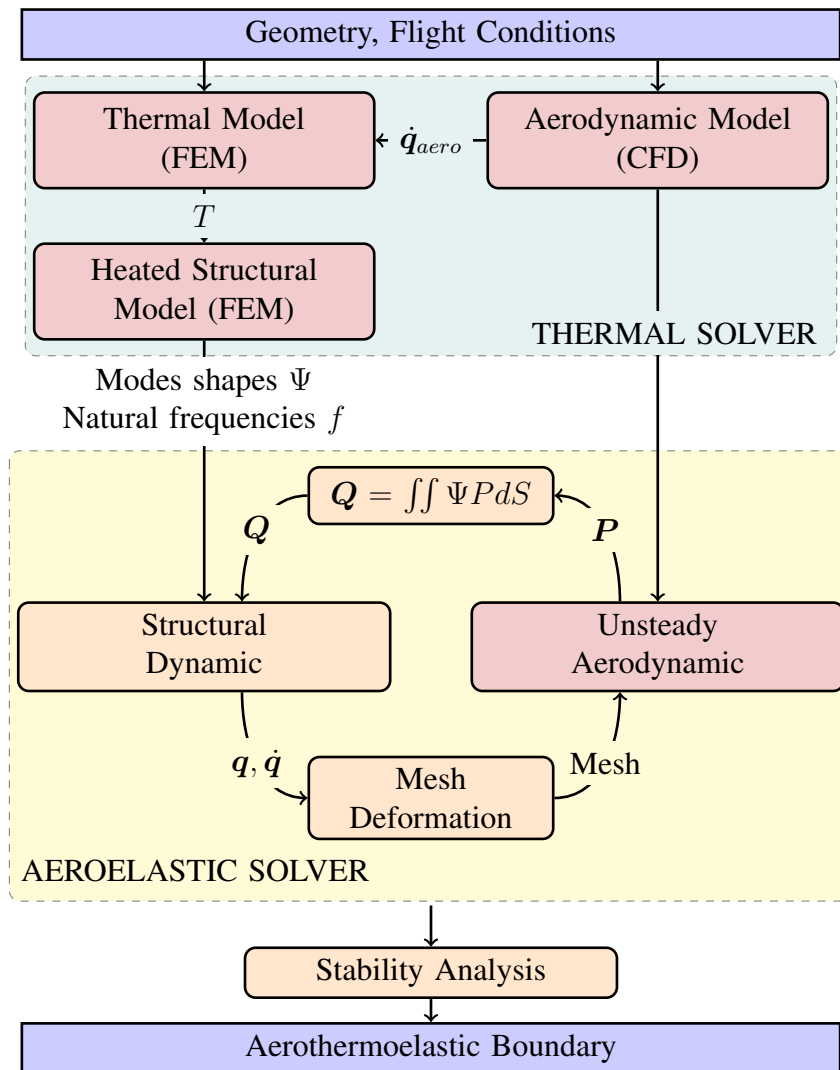 Geometry, Flight Conditions
Thermal Model
(FEM)
q̇_aero
Aerodynamic Model
(CFD)
T
Heated Structural
Model (FEM)
THERMAL SOLVER
Modes shapes Ψ
Natural frequencies f
Q = ∬ ΨPdS
Q
P
Structural
Dynamic
Unsteady
Aerodynamic
q, q̇
Mesh
Deformation
Mesh
AEROELASTIC SOLVER
Stability Analysis
Aerothermoelastic Boundary